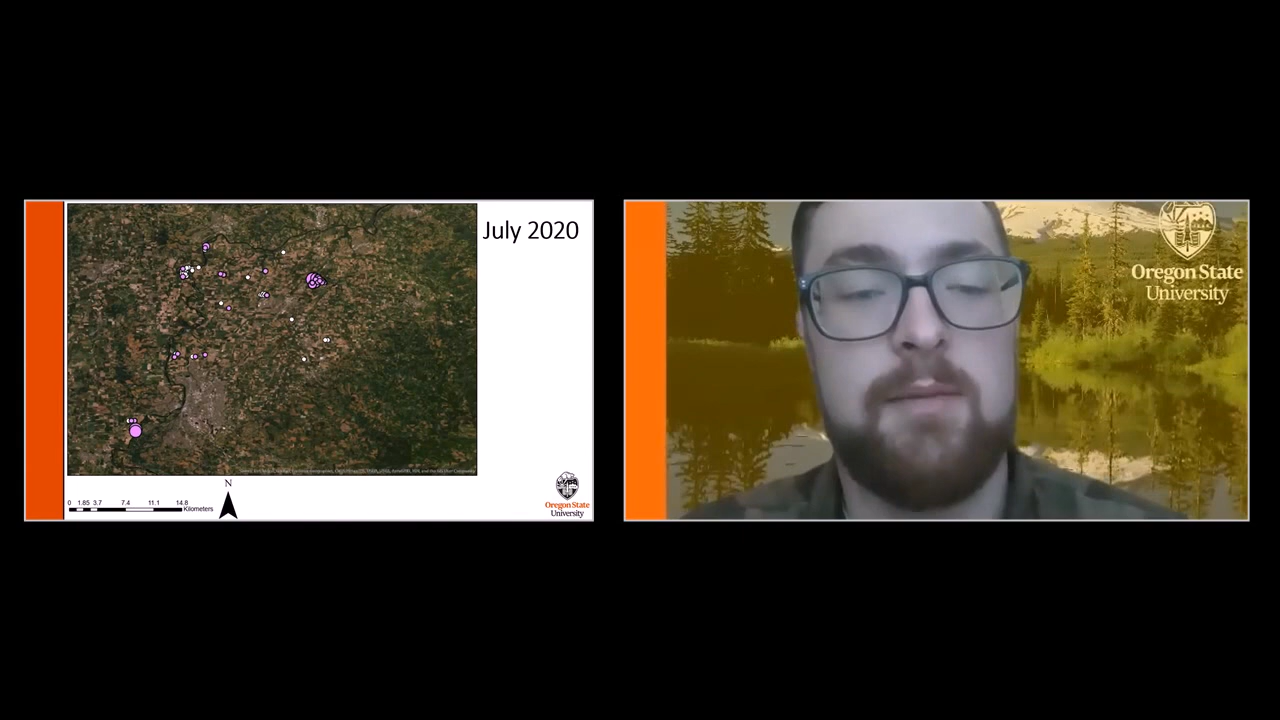 July 2020
N
0 1.85 3.7 7.4 11.1 14.8
Kilometers
Oregon State
University
Oregon State
University